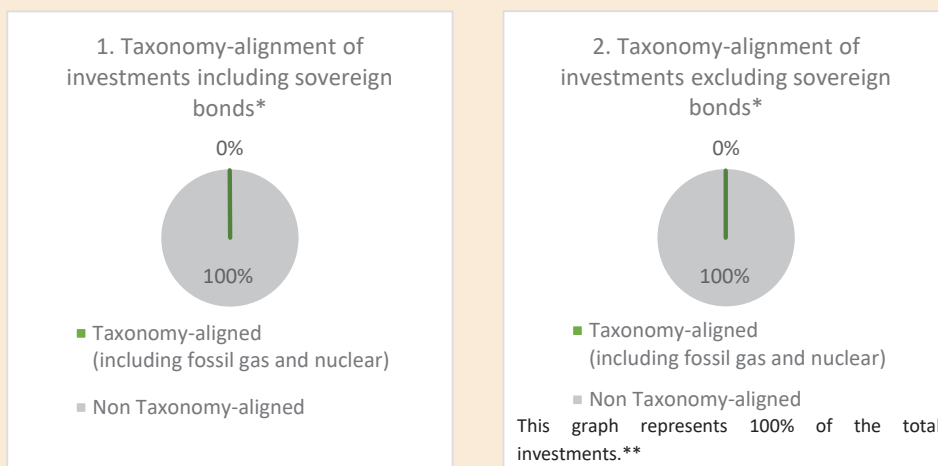 1. Taxonomy-alignment of
investments including sovereign
bonds*
0%
100%
Taxonomy-aligned
(including fossil gas and nuclear)
Non Taxonomy-aligned
2. Taxonomy-alignment of
investments excluding sovereign
bonds*
0%
100%
Taxonomy-aligned
(including fossil gas and nuclear)
Non Taxonomy-aligned
This graph represents 100% of the total
investments.**